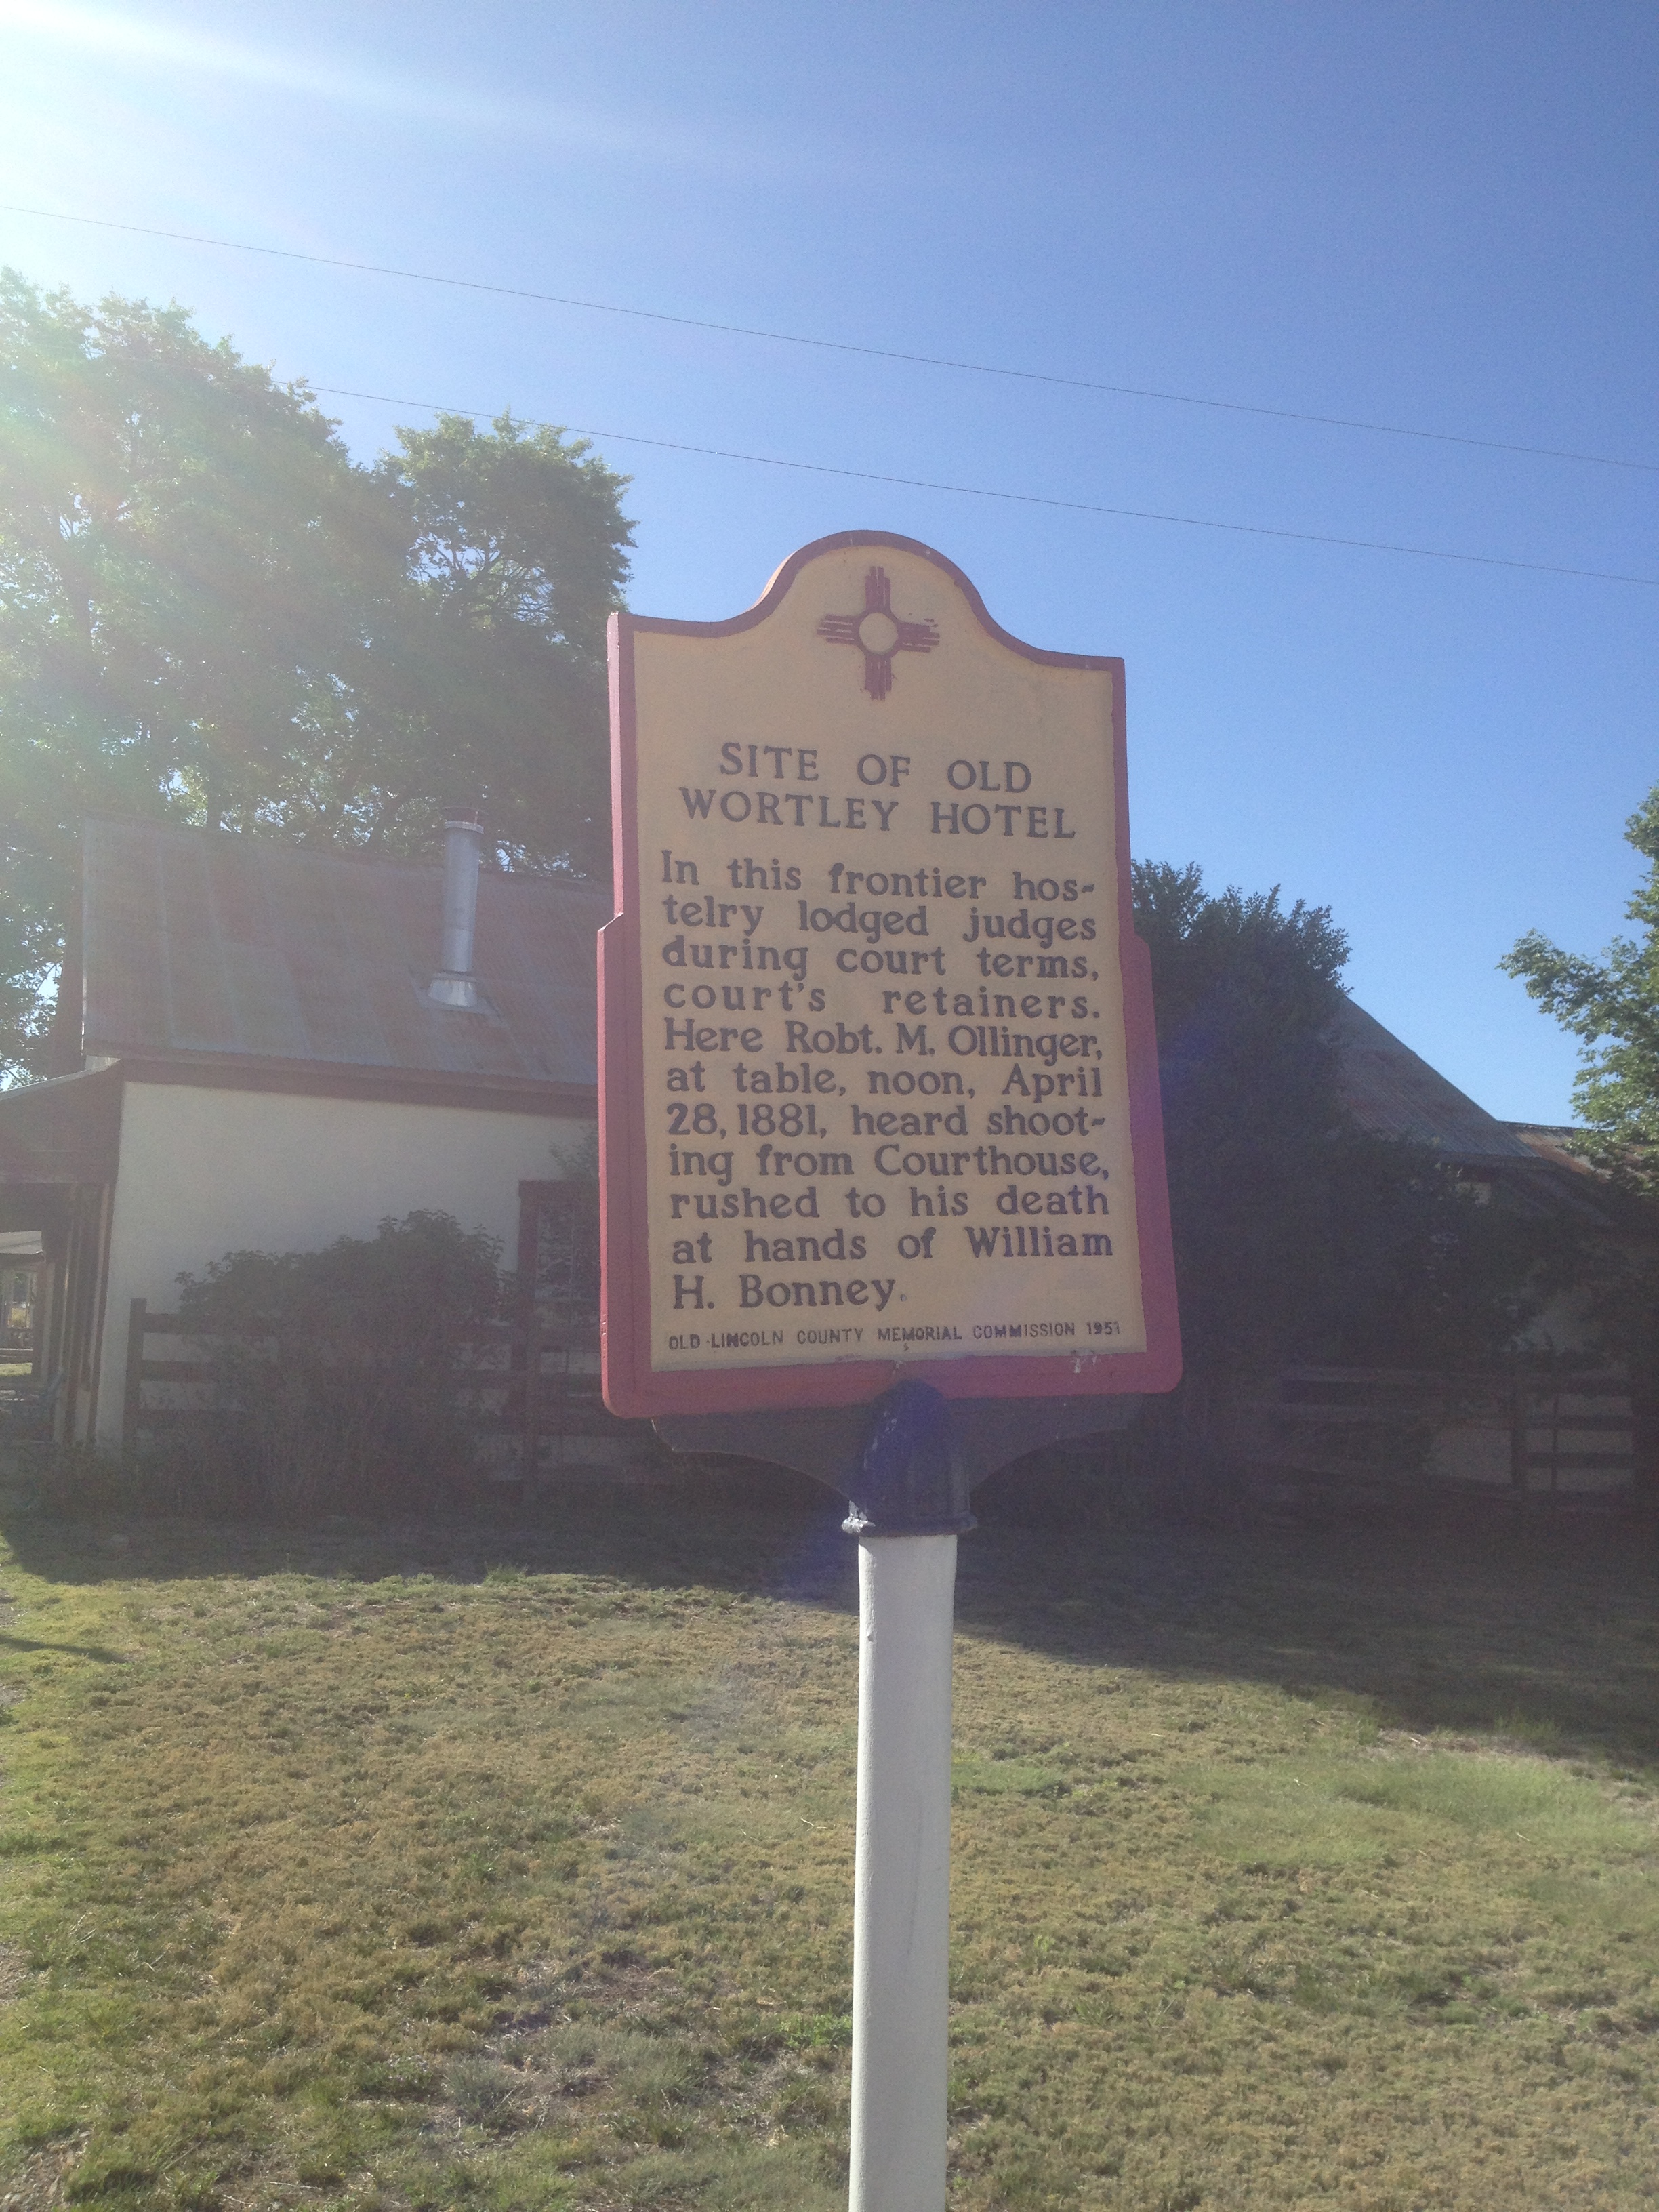 SITE OF OLD
WORTLEY HOTEL
In this frontier hos-
telry lodged judges
during court terms,
court's retainers.
Here Robt. M. Ollinger,
at table, noon, April
28, 1881, heard shoot-
ing from Courthouse,
rushed to his death
at hands of William
H. Bonney.
OLD LINCOLN COUNTY MEMORIAL COMMISSION 1951